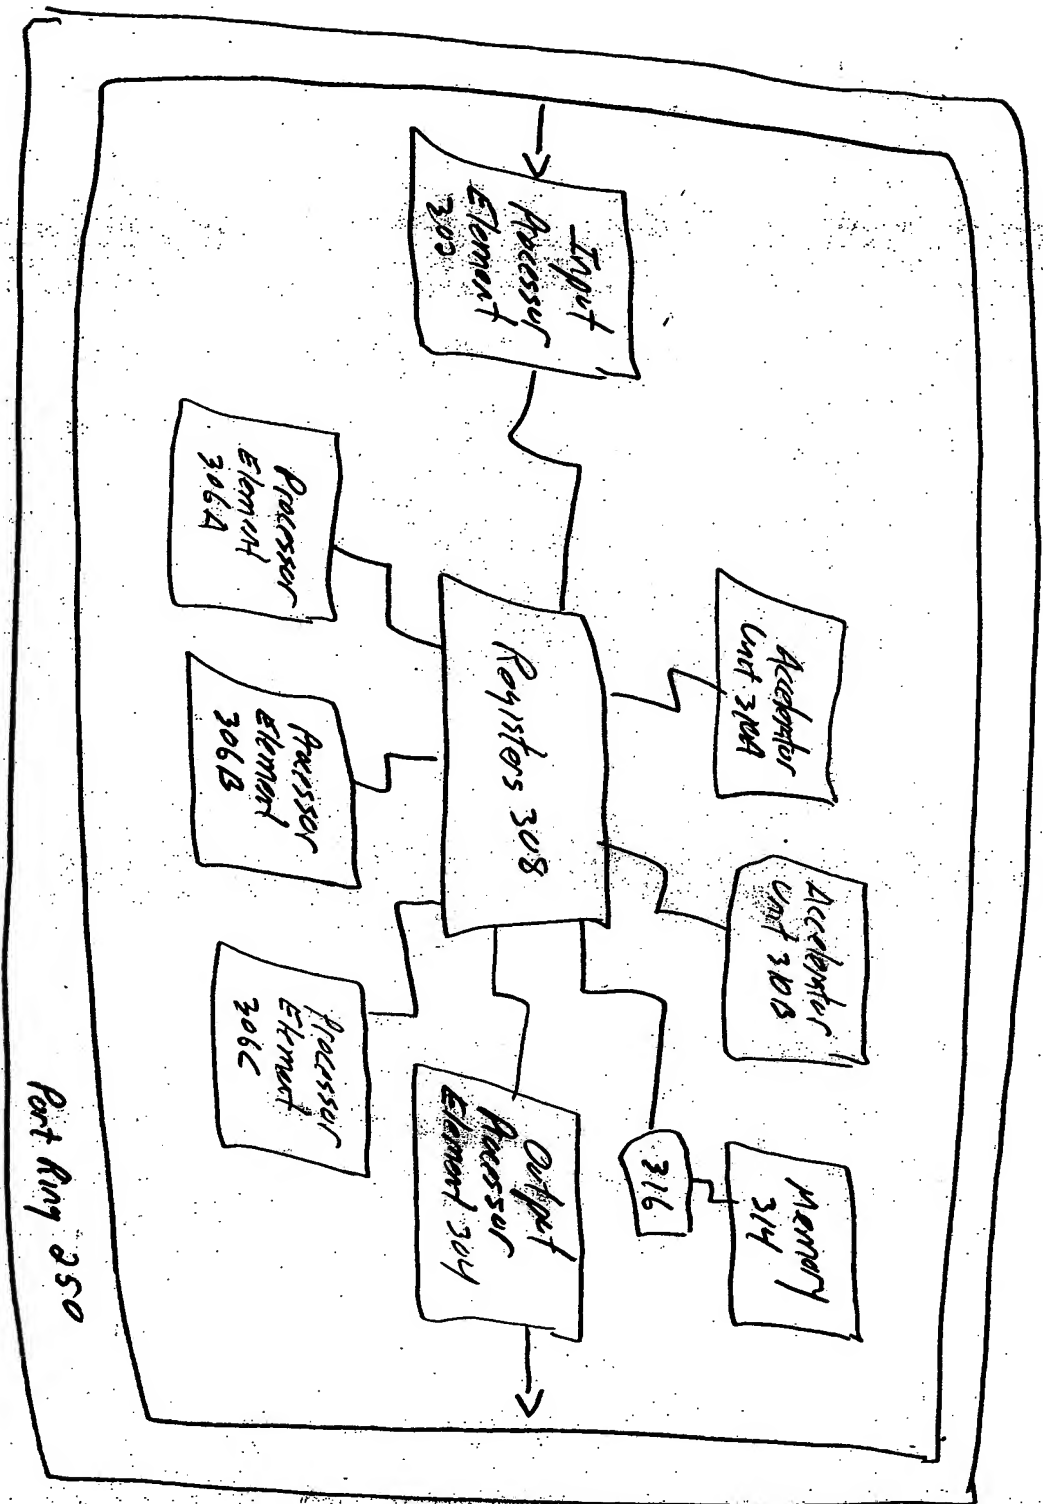 Input
Processor
Element
302
Accelerator
Unit 310A
Accelerator
Unit 310B
Memory
314
316
Registers 308
Processor
Element
306A
Processor
Element
306B
Processor
Element
306C
Output
Processor
Element 304
Port Ring 250